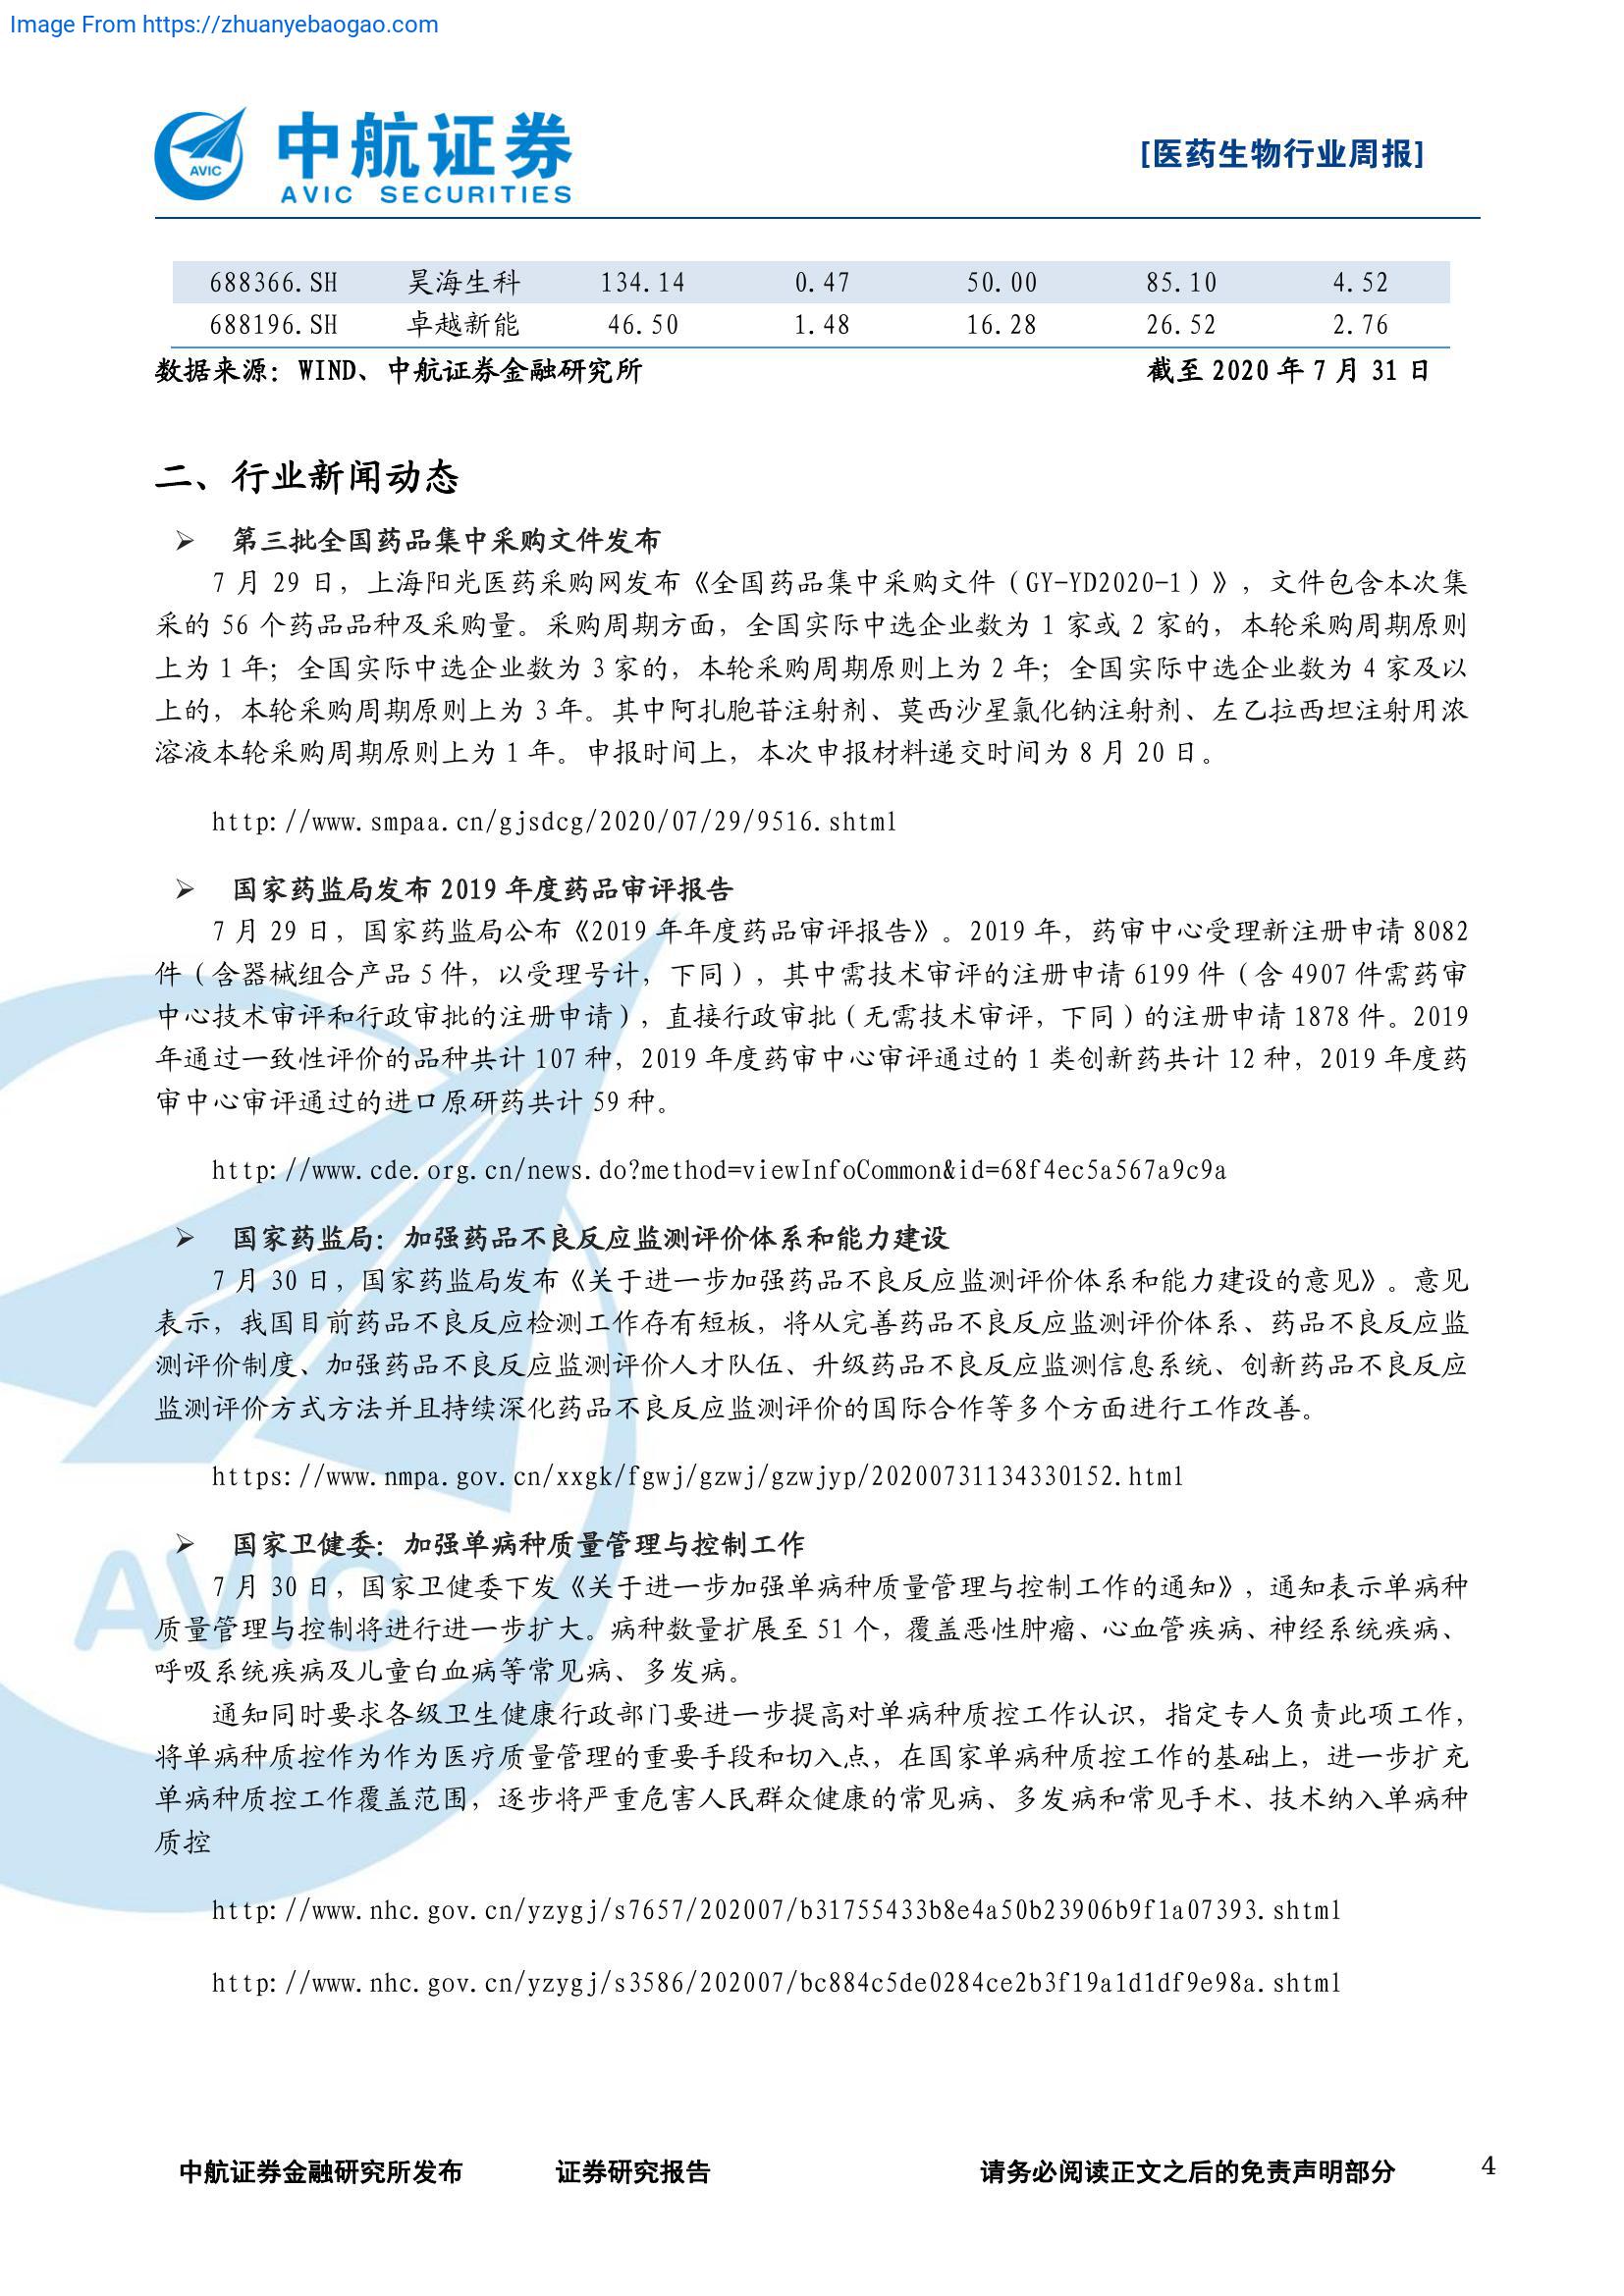 Image From https://zhuanyebaogao.com
AVIC
中航证券
AVIC SECURITIES
[医药生物行业周报]
688366.SH 昊海生科 134.14 0.47 50.00 85.10 4.52
688196.SH 卓越新能 46.50 1.48 16.28 26.52 2.76
数据来源：WIND、中航证券金融研究所 截至 2020 年 7 月 31 日
二、行业新闻动态
➢ 第三批全国药品集中采购文件发布
7 月 29 日，上海阳光医药采购网发布《全国药品集中采购文件（GY-YD2020-1）》，文件包含本次集
采的 56 个药品品种及采购量。采购周期方面，全国实际中选企业数为 1 家或 2 家的，本轮采购周期原则
上为 1 年；全国实际中选企业数为 3 家的，本轮采购周期原则上为 2 年；全国实际中选企业数为 4 家及以
上的，本轮采购周期原则上为 3 年。其中阿扎胞苷注射剂、莫西沙星氯化钠注射剂、左乙拉西坦注射用浓
溶液本轮采购周期原则上为 1 年。申报时间上，本次申报材料递交时间为 8 月 20 日。
http://www.smpaa.cn/gjsdcg/2020/07/29/9516.shtml
➢ 国家药监局发布 2019 年度药品审评报告
7 月 29 日，国家药监局公布《2019 年年度药品审评报告》。2019 年，药审中心受理新注册申请 8082
件（含器械组合产品 5 件，以受理号计，下同），其中需技术审评的注册申请 6199 件（含 4907 件需药审
中心技术审评和行政审批的注册申请），直接行政审批（无需技术审评，下同）的注册申请 1878 件。2019
年通过一致性评价的品种共计 107 种，2019 年度药审中心审评通过的 1 类创新药共计 12 种，2019 年度药
审中心审评通过的进口原研药共计 59 种。
http://www.cde.org.cn/news.do?method=viewInfoCommon&id=68f4ec5a567a9c9a
➢ 国家药监局：加强药品不良反应监测评价体系和能力建设
7 月 30 日，国家药监局发布《关于进一步加强药品不良反应监测评价体系和能力建设的意见》。意见
表示，我国目前药品不良反应检测工作存有短板，将从完善药品不良反应监测评价体系、药品不良反应监
测评价制度、加强药品不良反应监测评价人才队伍、升级药品不良反应监测信息系统、创新药品不良反应
监测评价方式方法并且持续深化药品不良反应监测评价的国际合作等多个方面进行工作改善。
https://www.nmpa.gov.cn/xxgk/fgwj/gzwj/gzwjyp/20200731134330152.html
➢ 国家卫健委：加强单病种质量管理与控制工作
7 月 30 日，国家卫健委下发《关于进一步加强单病种质量管理与控制工作的通知》，通知表示单病种
质量管理与控制将进行进一步扩大。病种数量扩展至 51 个，覆盖恶性肿瘤、心血管疾病、神经系统疾病、
呼吸系统疾病及儿童白血病等常见病、多发病。
通知同时要求各级卫生健康行政部门要进一步提高对单病种质控工作认识，指定专人负责此项工作，
将单病种质控作为作为医疗质量管理的重要手段和切入点，在国家单病种质控工作的基础上，进一步扩充
单病种质控工作覆盖范围，逐步将严重危害人民群众健康的常见病、多发病和常见手术、技术纳入单病种
质控
http://www.nhc.gov.cn/yzygj/s7657/202007/b31755433b8e4a50b23906b9f1a07393.shtml
http://www.nhc.gov.cn/yzygj/s3586/202007/bc884c5de0284ce2b3f19a1d1df9e98a.shtml
AVIC
中航证券金融研究所发布 证券研究报告 请务必阅读正文之后的免责声明部分 4